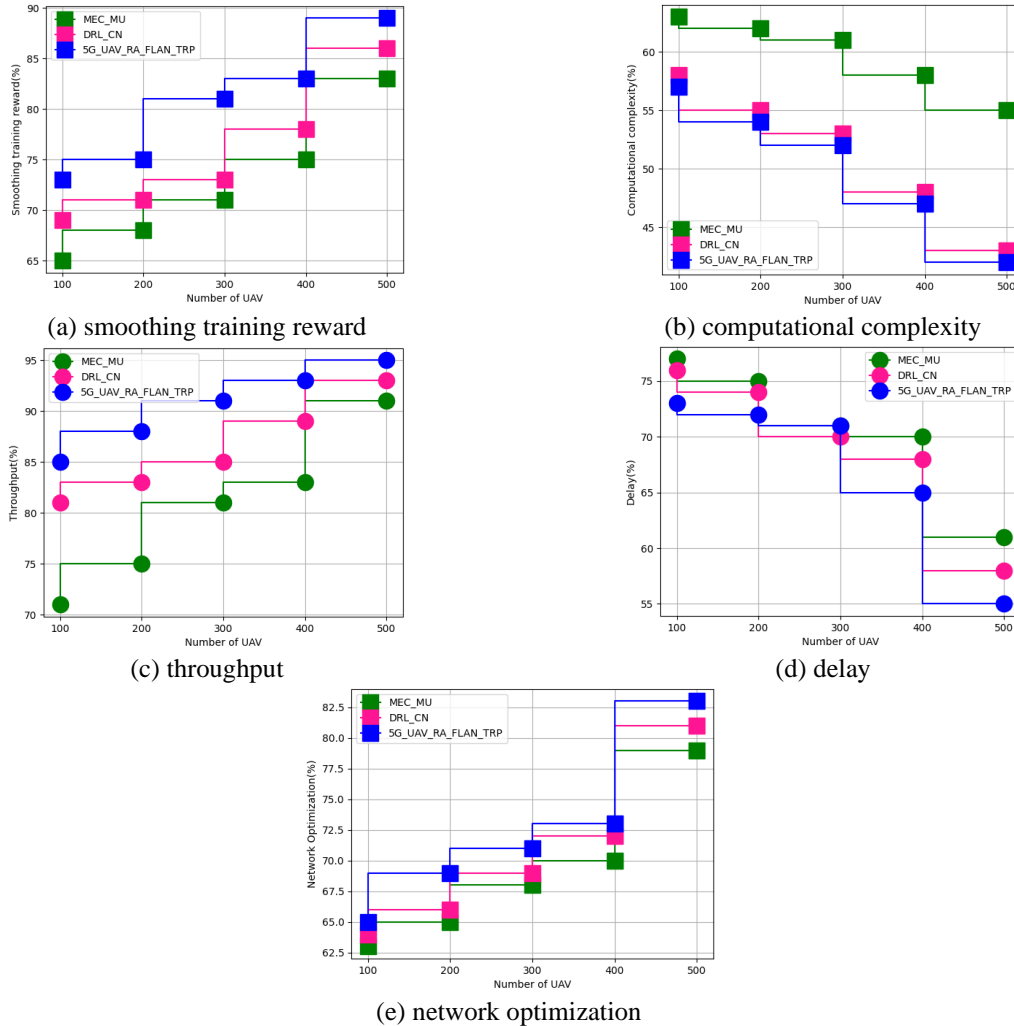 90
85
80
75
70
65
Smoothing training reward(%)
MEC_MU
DRL_CN
5G_UAV_RA_FLAN_TRP
100 200 300 400 500
Number of UAV
(a) smoothing training reward
60
55
50
45
Computational complexity(%)
MEC_MU
DRL_CN
5G_UAV_RA_FLAN_TRP
100 200 300 400 500
Number of UAV
(b) computational complexity
95
90
85
80
75
70
Throughput(%)
MEC_MU
DRL_CN
5G_UAV_RA_FLAN_TRP
100 200 300 400 500
Number of UAV
(c) throughput
75
70
65
60
55
Delay(%)
MEC_MU
DRL_CN
5G_UAV_RA_FLAN_TRP
100 200 300 400 500
Number of UAV
(d) delay
82.5
80.0
77.5
75.0
72.5
70.0
67.5
65.0
62.5
Network Optimization(%)
MEC_MU
DRL_CN
5G_UAV_RA_FLAN_TRP
100 200 300 400 500
Number of UAV
(e) network optimization